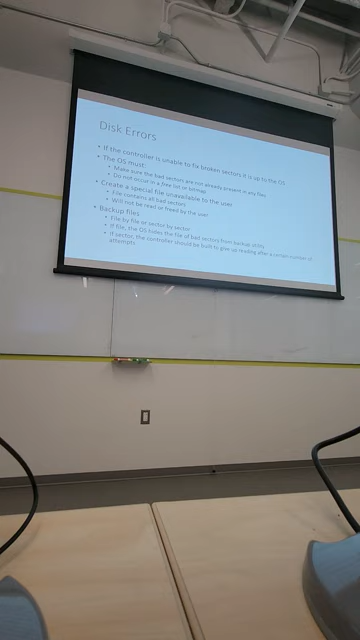 Disk Errors
• If the controller is unable to fix broken sectors it is up to the OS
• The OS must:
• Make sure the bad sectors are not already present in any files
• Do not occur in a free list or bitmap
• Create a special file unavailable to the user
• File contains all bad sectors
• Will not be read or freed by the user
• Backup files
• File by file or sector by sector
• If file, the OS hides the file of bad sectors from backup utility
• If sector, the controller should be built to give up reading after a certain number of
attempts